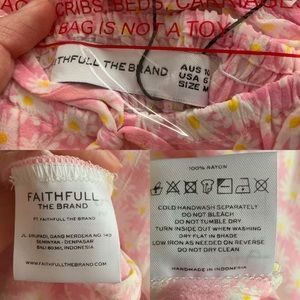 CRIBS, BEDS, CARRIAGES
BAG IS NOT A TOY
FAITHFULL THE BRAND
AUS 10
USA 6
SIZE M
FAITHFULL
THE BRAND
PT. FAITHFULL THE BRAND
JL. DRUPADI, GANG MERDEKA NO
SEMINYAK - DENPASAR
BALI 80361, INDONESIA
WWW.FAITHFULLTHEBRAND.COM
100% RAYON
COLD HANDWASH SEPARATELY
DO NOT BLEACH
DO NOT TUMBLE DRY
TURN INSIDE OUT WHEN WASHING
DRY FLAT IN SHADE
LOW IRON AS NEEDED ON REVERSE
DO NOT DRY CLEAN
HANDMADE IN INDONESIA